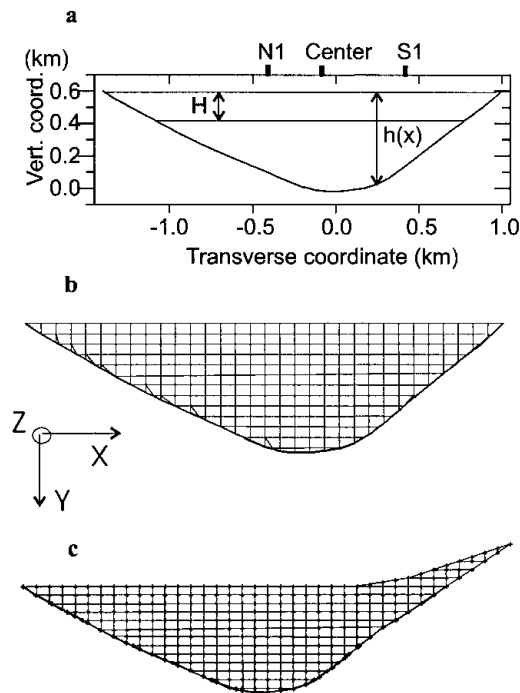 a
N1 Center S1
(km)
Vert. coord.
0.6
0.4
0.2
0.0
H
h(x)
-1.0 -0.5 0.0 0.5 1.0
Transverse coordinate (km)
b
Z
X
Y
c